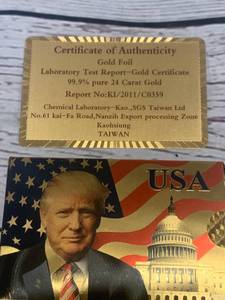 Certificate of Authenticity
Gold Foil
Laboratory Test Report-Gold Certificate
99.9% pure 24 Carat Gold
Report No:KI/2011/C0359
Chemical Laboratory-Kao.,SGS Taiwan Ltd
No.61 kai-Fa Road,Nanzih Export processing Zone
Kaohsiung
TAIWAN
USA